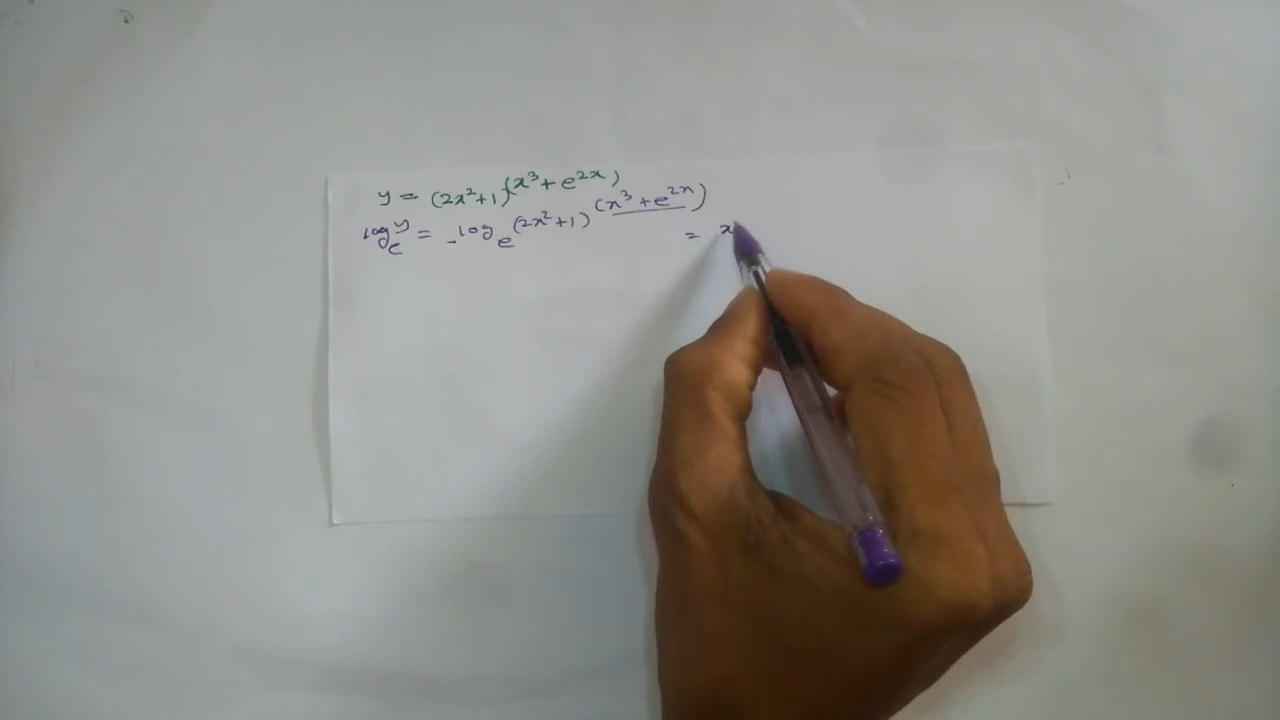 y = (2x²+1)^(x³+e^(2x))
log_e y = log_e (2x²+1)^(x³+e^(2x)) = x